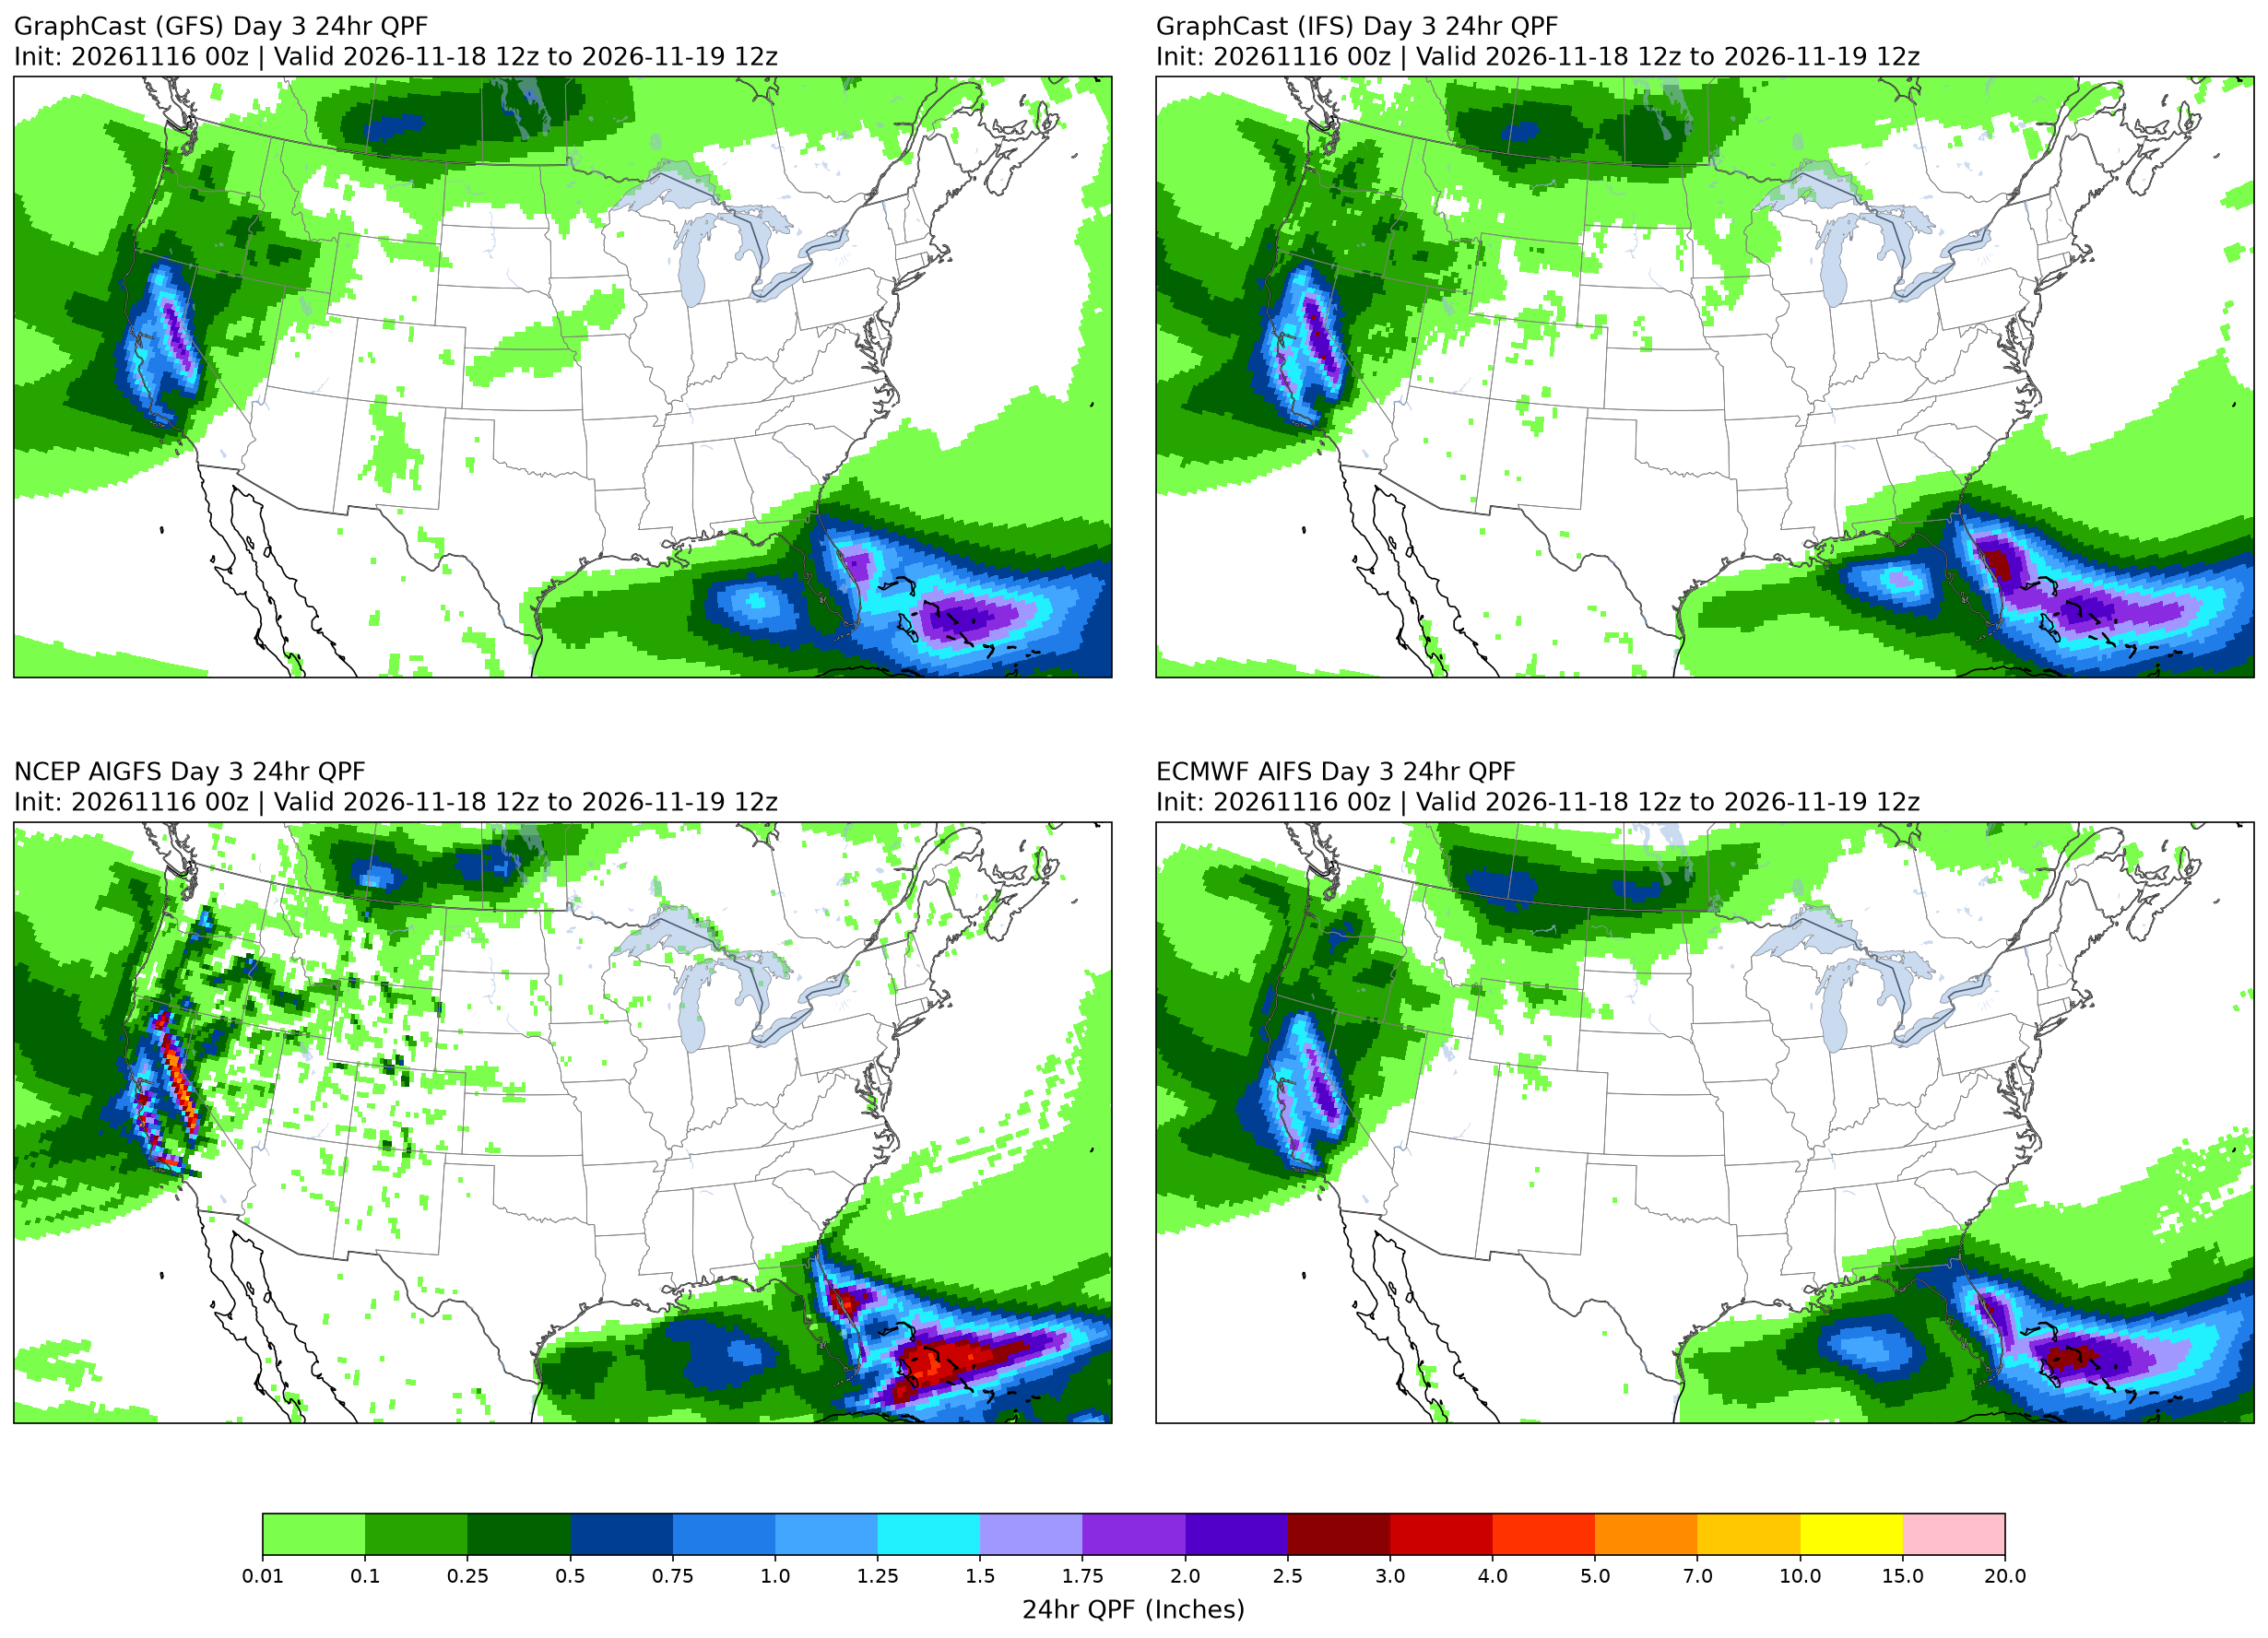 GraphCast (GFS) Day 3 24hr QPF
Init: 20261116 00z | Valid 2026-11-18 12z to 2026-11-19 12z
GraphCast (IFS) Day 3 24hr QPF
Init: 20261116 00z | Valid 2026-11-18 12z to 2026-11-19 12z
NCEP AIGFS Day 3 24hr QPF
Init: 20261116 00z | Valid 2026-11-18 12z to 2026-11-19 12z
ECMWF AIFS Day 3 24hr QPF
Init: 20261116 00z | Valid 2026-11-18 12z to 2026-11-19 12z
0.01 0.1 0.25 0.5 0.75 1.0 1.25 1.5 1.75 2.0 2.5 3.0 4.0 5.0 7.0 10.0 15.0 20.0
24hr QPF (Inches)